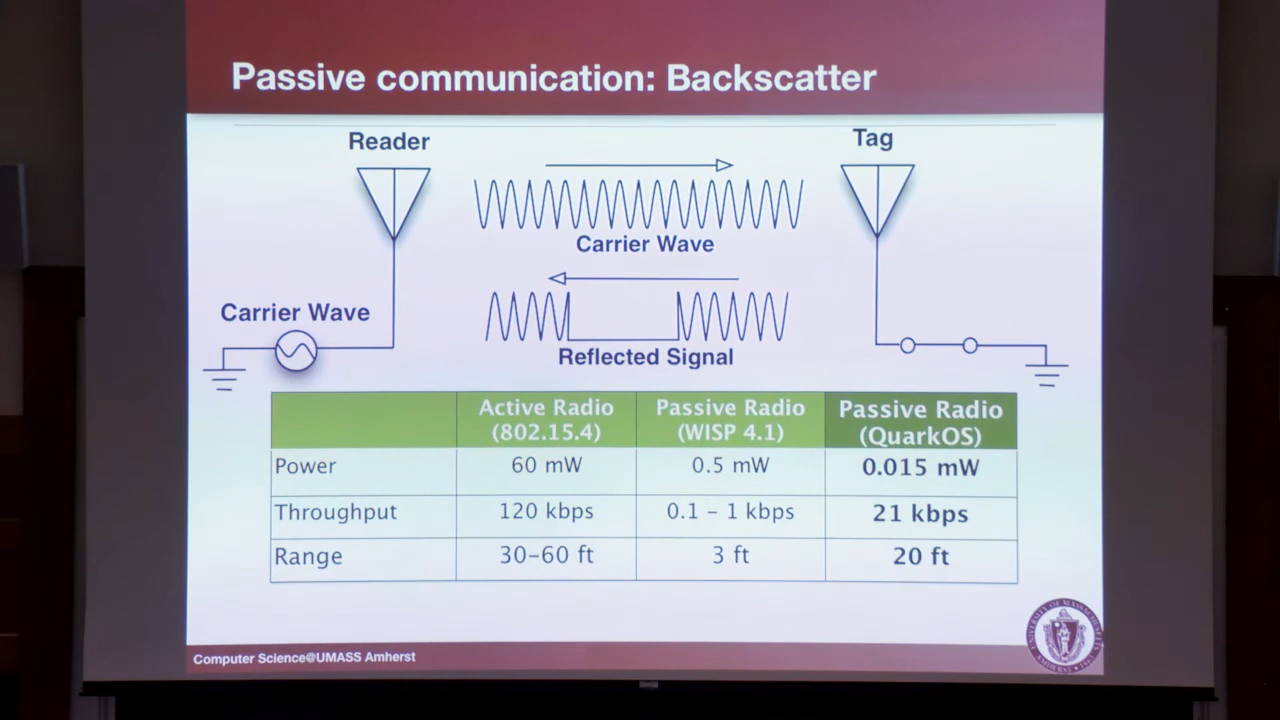 Passive communication: Backscatter
Reader
Tag
Carrier Wave
Carrier Wave
Reflected Signal
Active Radio (802.15.4)
Passive Radio (WISP 4.1)
Passive Radio (QuarkOS)
Power 60 mW 0.5 mW 0.015 mW
Throughput 120 kbps 0.1 – 1 kbps 21 kbps
Range 30–60 ft 3 ft 20 ft
Computer Science@UMASS Amherst